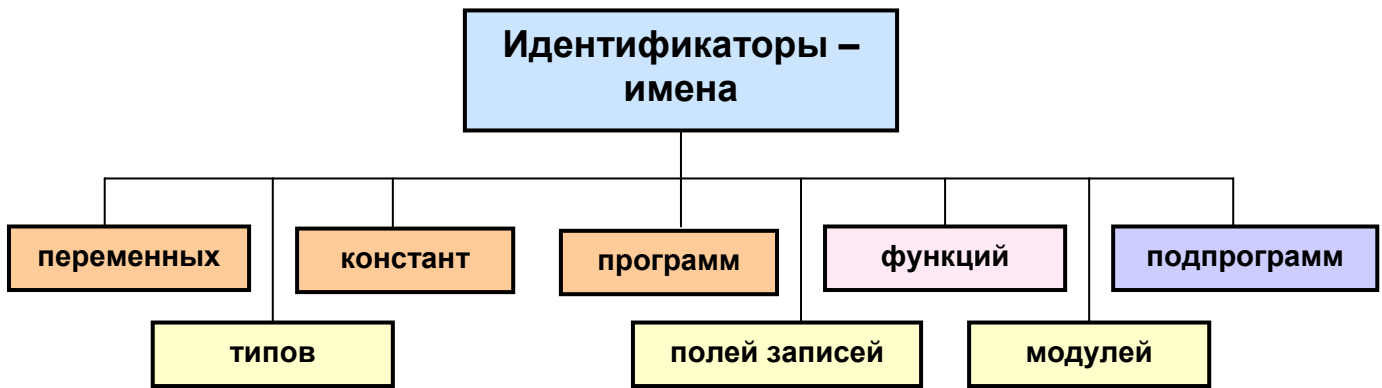 Идентификаторы –
имена
переменных
констант
программ
функций
подпрограмм
типов
полей записей
модулей